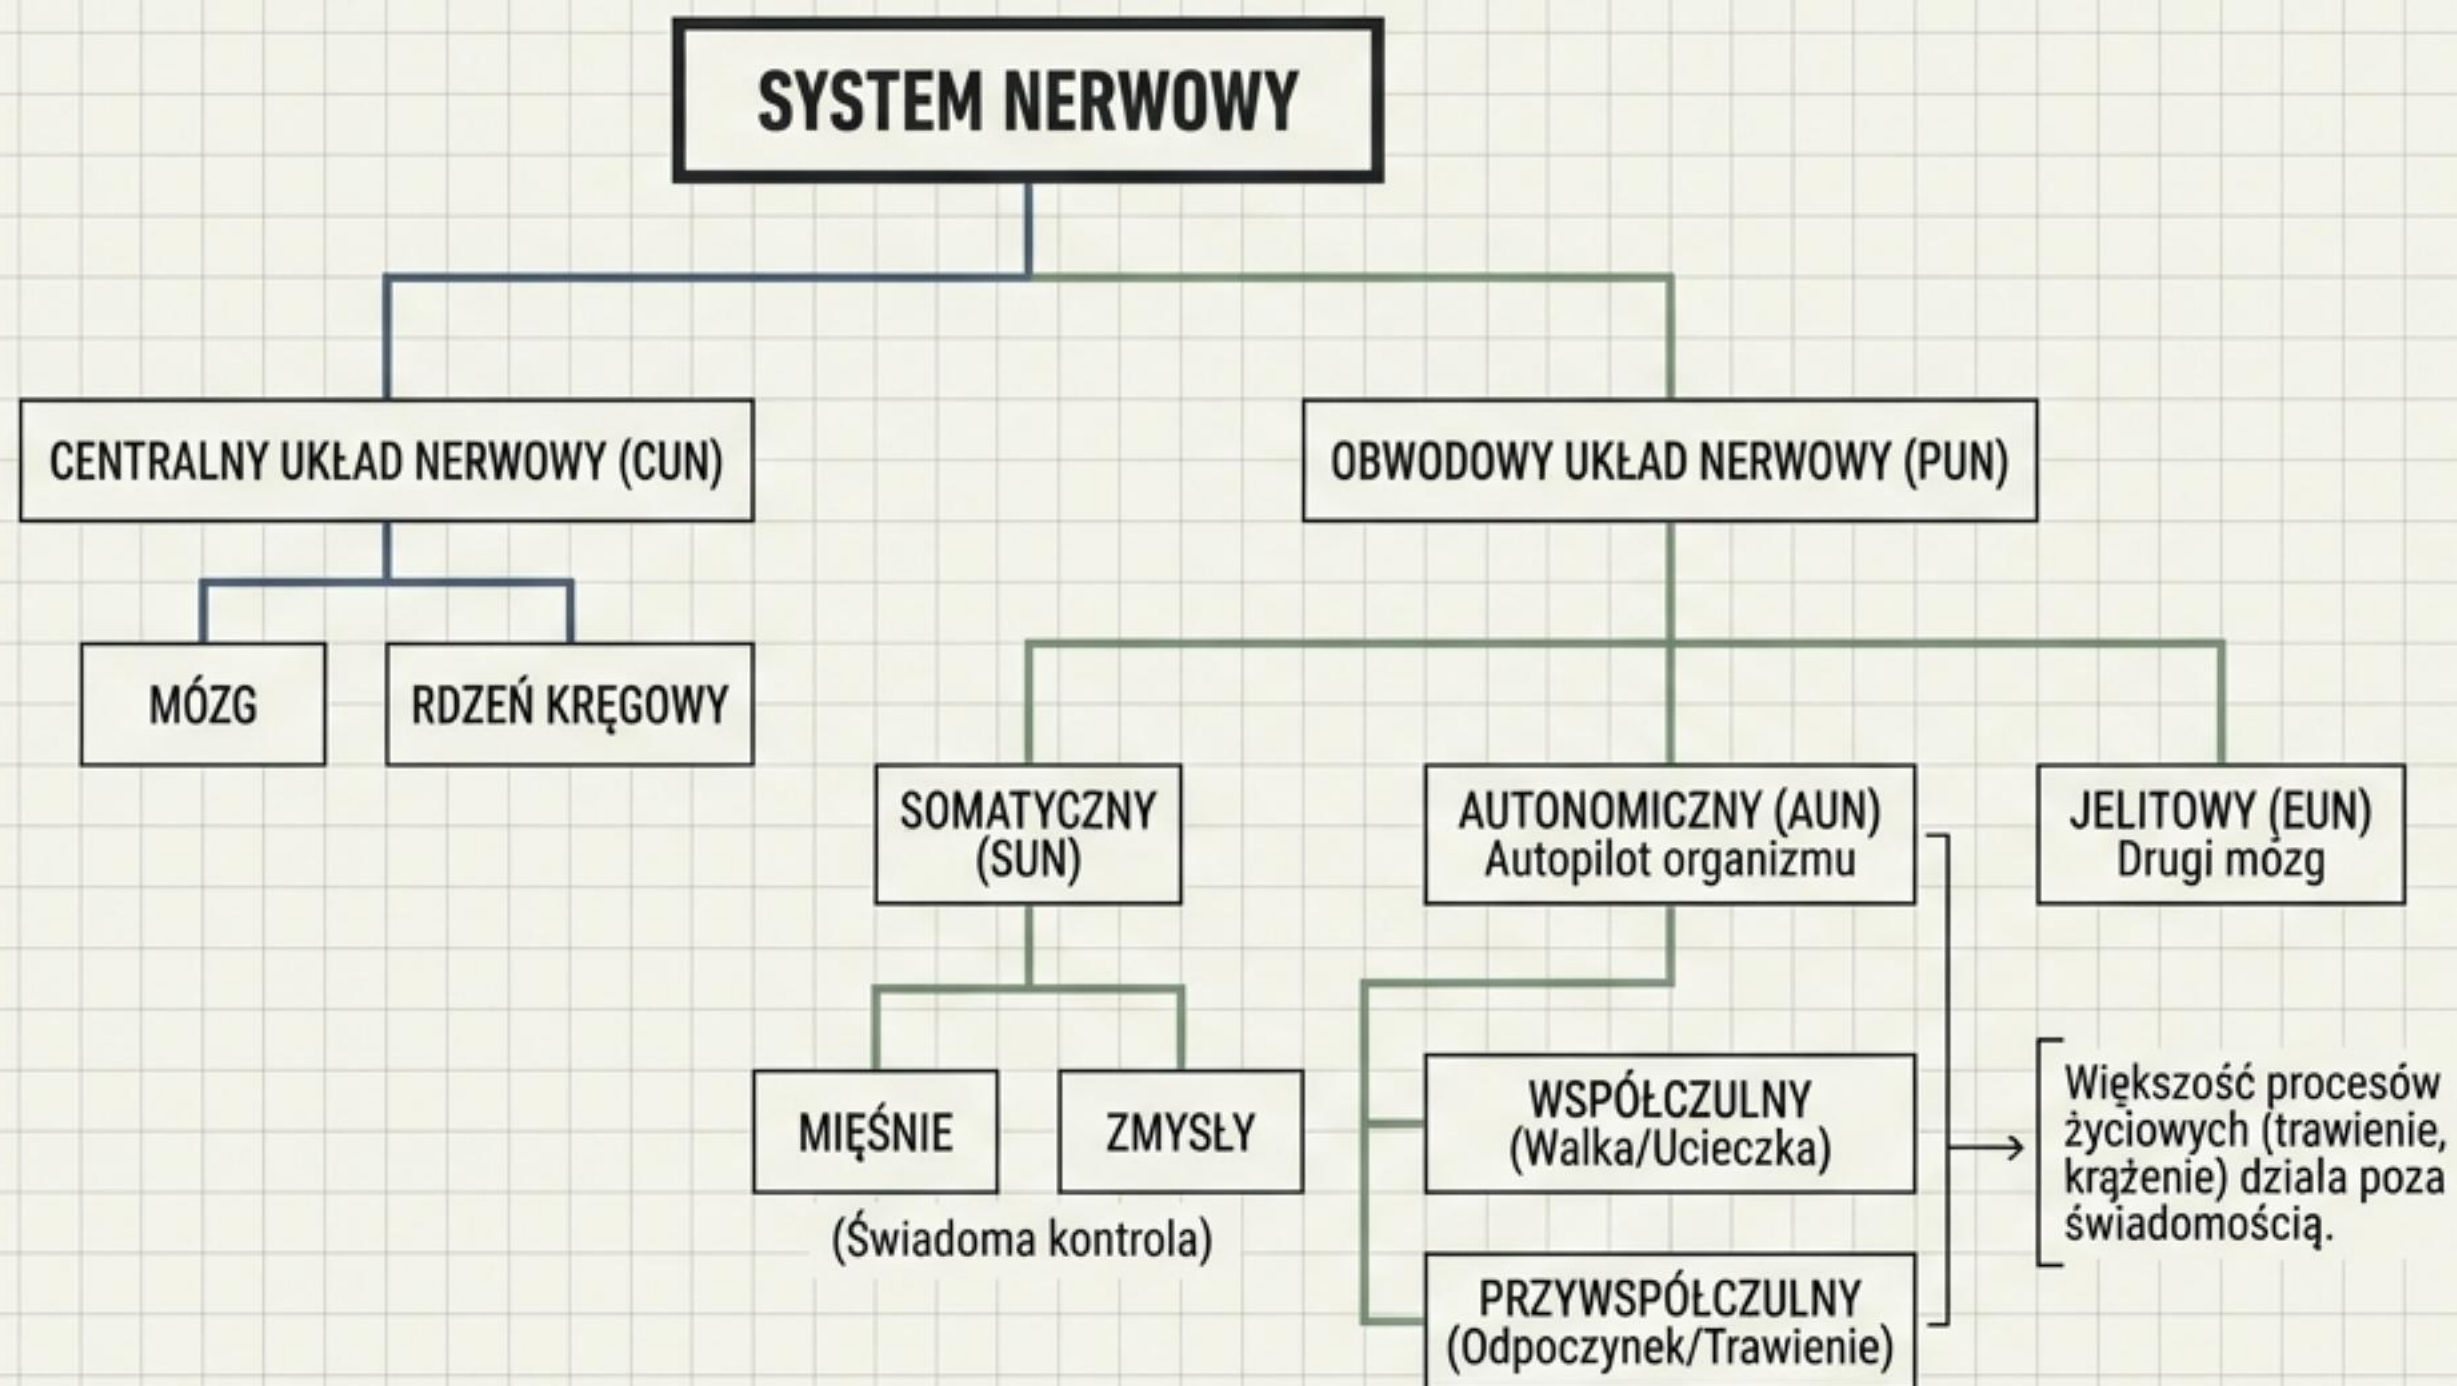 SYSTEM NERWOWY
CENTRALNY UKŁAD NERWOWY (CUN)
OBWODOWY UKŁAD NERWOWY (PUN)
MÓZG
RDZEŃ KRĘGOWY
SOMATYCZNY
(SUN)
AUTONOMICZNY (AUN)
Autopilot organizmu
JELITOWY (EUN)
Drugi mózg
MIĘŚNIE
ZMYSŁY
(Świadoma kontrola)
WSPÓŁCZULNY
(Walka/Ucieczka)
PRZYWSPÓŁCZULNY
(Odpoczynek/Trawienie)
Większość procesów
życiowych (trawienie,
krążenie) dziala poza
świadomością.